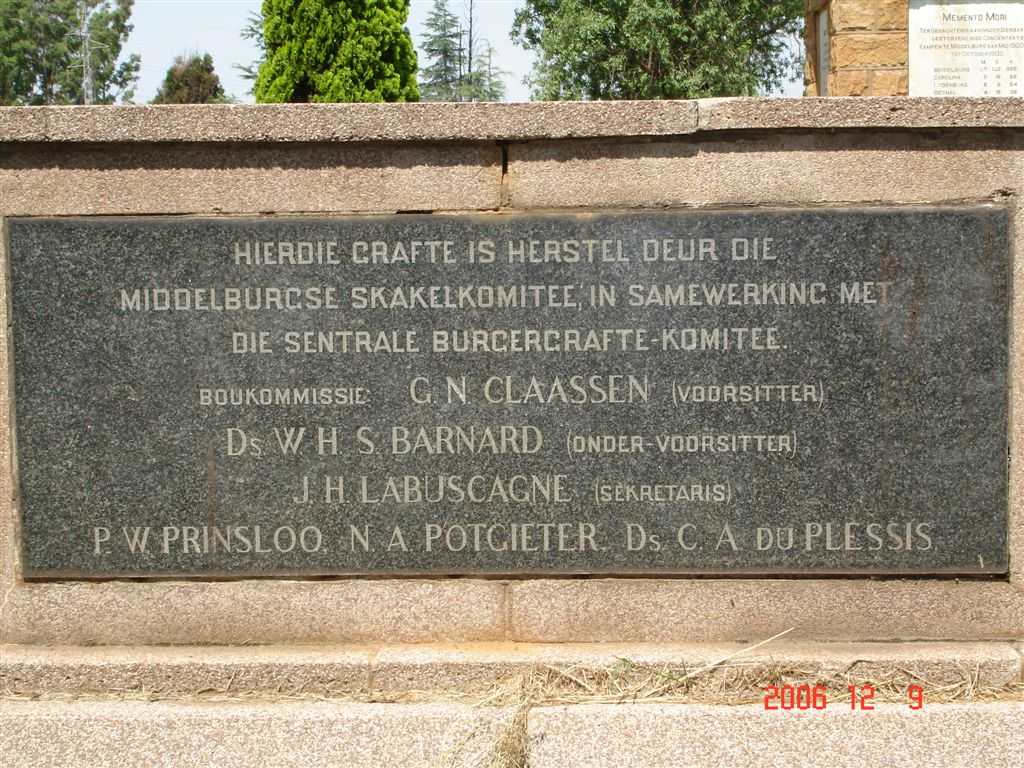 MEMENTO MORI
HIERDIE GRAFTE IS HERSTEL DEUR DIE
MIDDELBURGSE SKAKELKOMITEE, IN SAMEWERKING MET
DIE SENTRALE BURGERGRAFTE-KOMITEE.
BOUKOMMISSIE: G. N. CLAASSEN (VOORSITTER)
Ds. W. H. S. BARNARD (ONDER-VOORSITTER)
J. H. LABUSCAGNE (SEKRETARIS)
P. W. PRINSLOO. N. A. POTGIETER. Ds. C. A. DU PLESSIS
2006 12 9